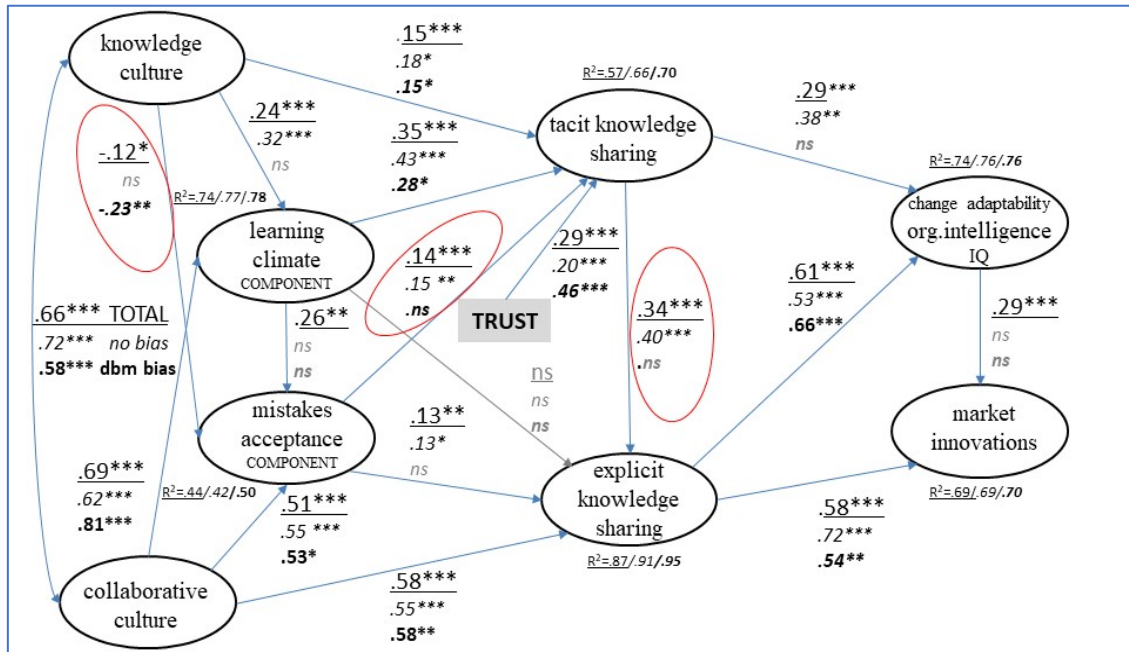 knowledge
culture
.15***
.18*
.15*
R²=.57/.66/.70
tacit knowledge
sharing
.29***
.38**
ns
.24***
.32***
ns
.35***
.43***
.28*
-.12*
ns
-.23**
R²=.74/.77/.78
learning
climate
COMPONENT
.14***
.15 **
.ns
.29***
.20***
.46***
TRUST
.34***
.40***
.ns
R²=.74/.76/.76
change adaptability
org.intelligence
IQ
.61***
.53***
.66***
.29***
ns
ns
.66*** TOTAL
.72*** no bias
.58*** dbm bias
.26**
ns
ns
ns
ns
ns
mistakes
acceptance
COMPONENT
.13**
.13*
ns
market
innovations
R²=.69/.69/.70
explicit
knowledge
sharing
R²=.87/.91/.95
.69***
.62***
.81***
R²=.44/.42/.50
.51***
.55 ***
.53*
.58***
.72***
.54**
collaborative
culture
.58***
.55***
.58**